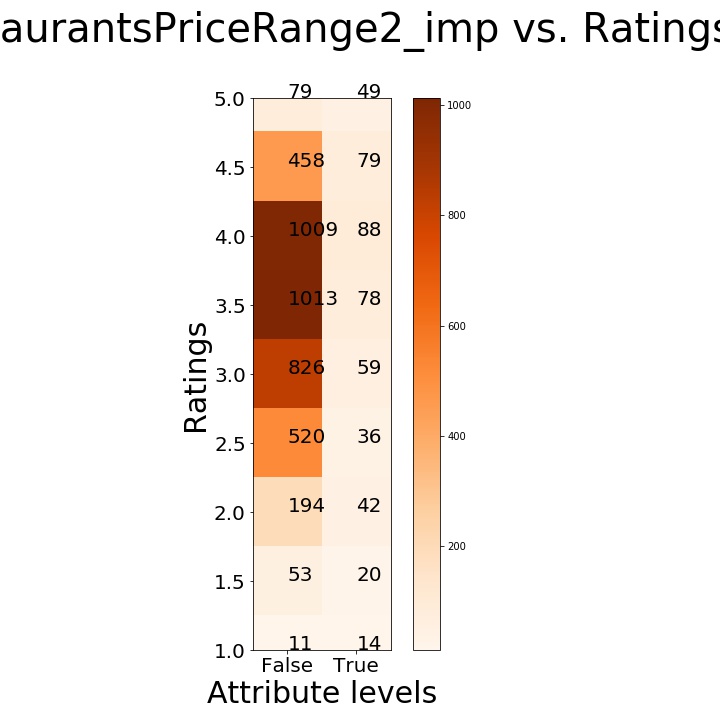 aurantsPriceRange2_imp vs. Ratings
5.0 79 49 1000
4.5 458 79
4.0 1009 88 800
3.5 1013 78 600
3.0 826 59
2.5 520 36 400
2.0 194 42 200
1.5 53 20
1.0 11 14
Ratings
False True
Attribute levels